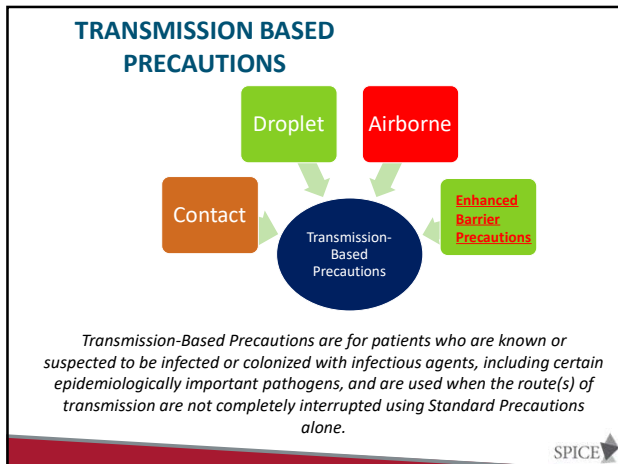 TRANSMISSION BASED
PRECAUTIONS
Droplet
Airborne
Contact
Enhanced
Barrier
Precautions
Transmission-
Based
Precautions
Transmission-Based Precautions are for patients who are known or
suspected to be infected or colonized with infectious agents, including certain
epidemiologically important pathogens, and are used when the route(s) of
transmission are not completely interrupted using Standard Precautions
alone.
SPICE